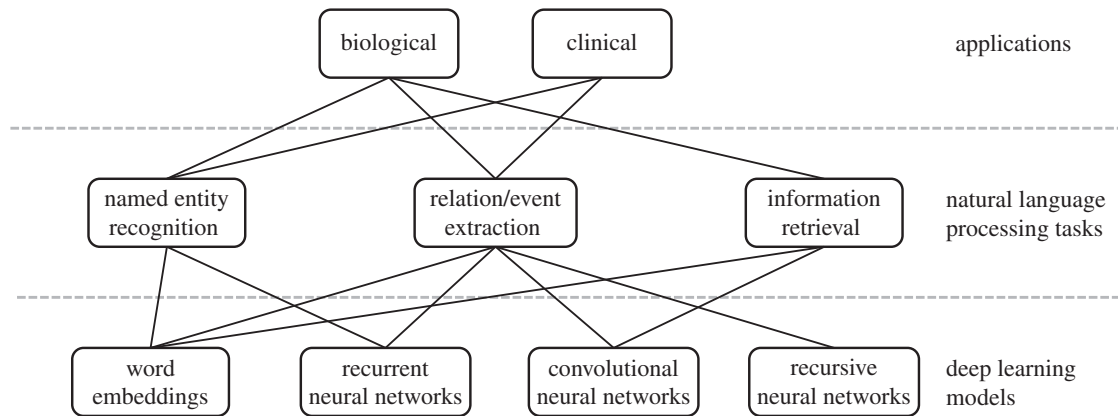 biological
clinical
applications
named entity
recognition
relation/event
extraction
information
retrieval
natural language
processing tasks
word
embeddings
recurrent
neural networks
convolutional
neural networks
recursive
neural networks
deep learning
models